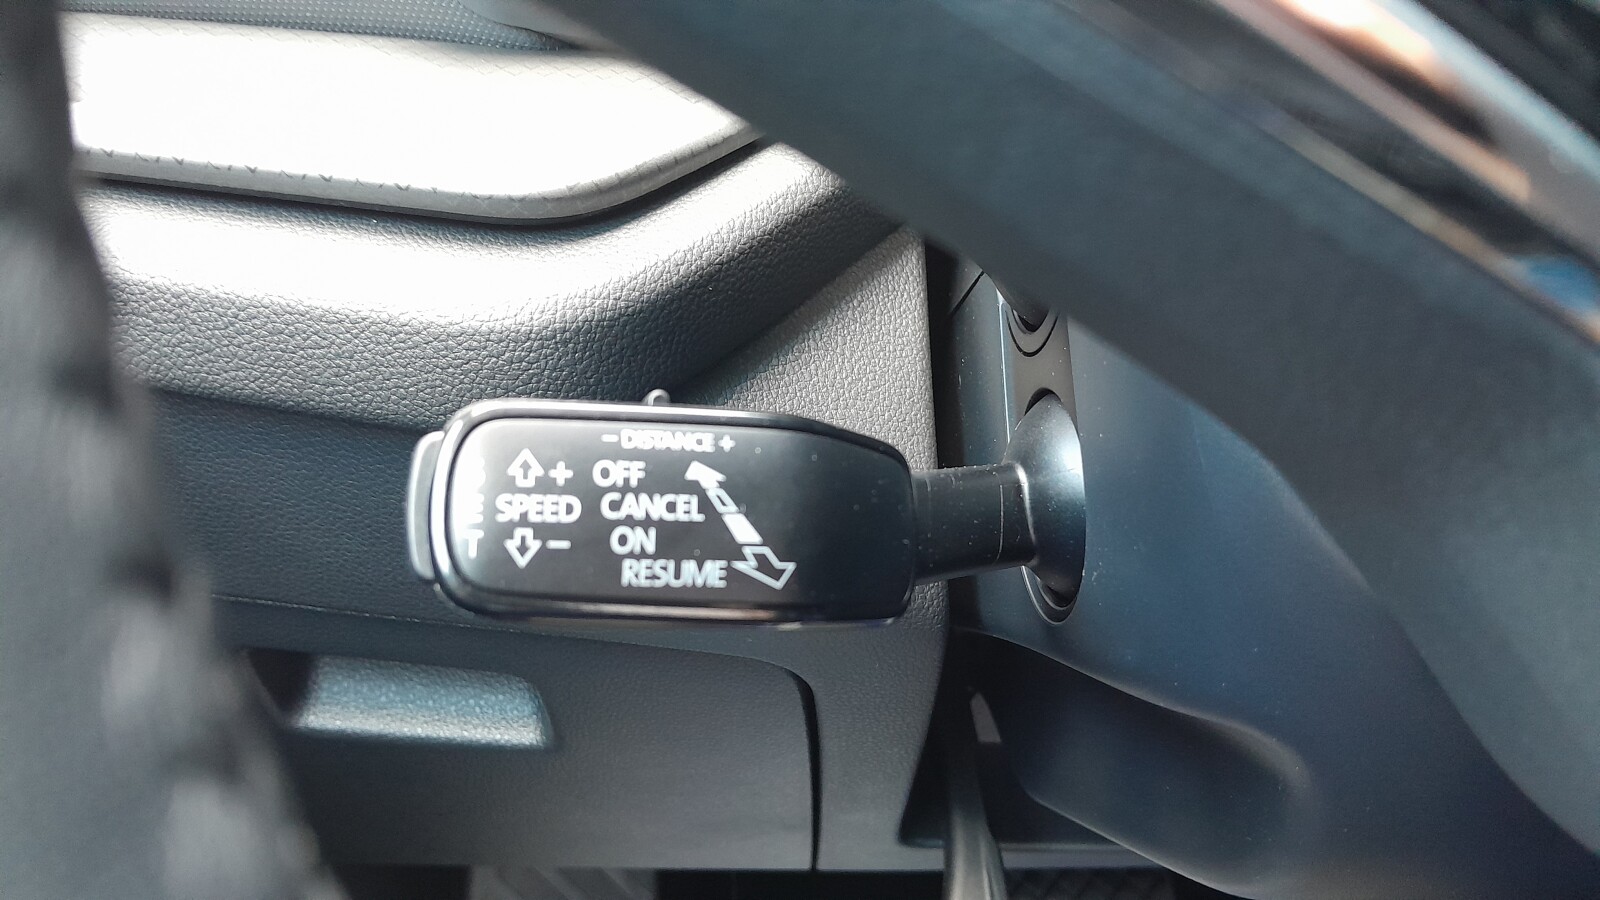 − DISTANCE +
+ OFF
SPEED CANCEL
− ON
RESUME